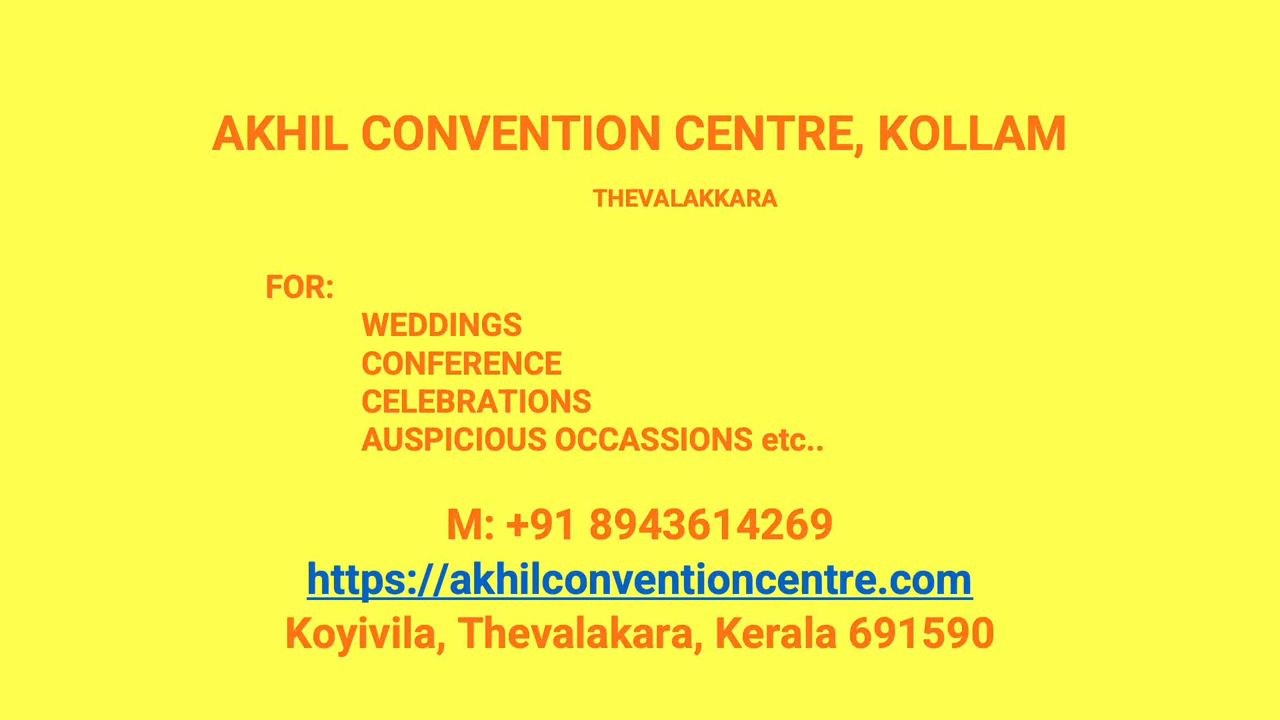 AKHIL CONVENTION CENTRE, KOLLAM
THEVALAKKARA
FOR:
WEDDINGS
CONFERENCE
CELEBRATIONS
AUSPICIOUS OCCASSIONS etc..
M: +91 8943614269
https://akhilconventioncentre.com
Koyivila, Thevalakara, Kerala 691590